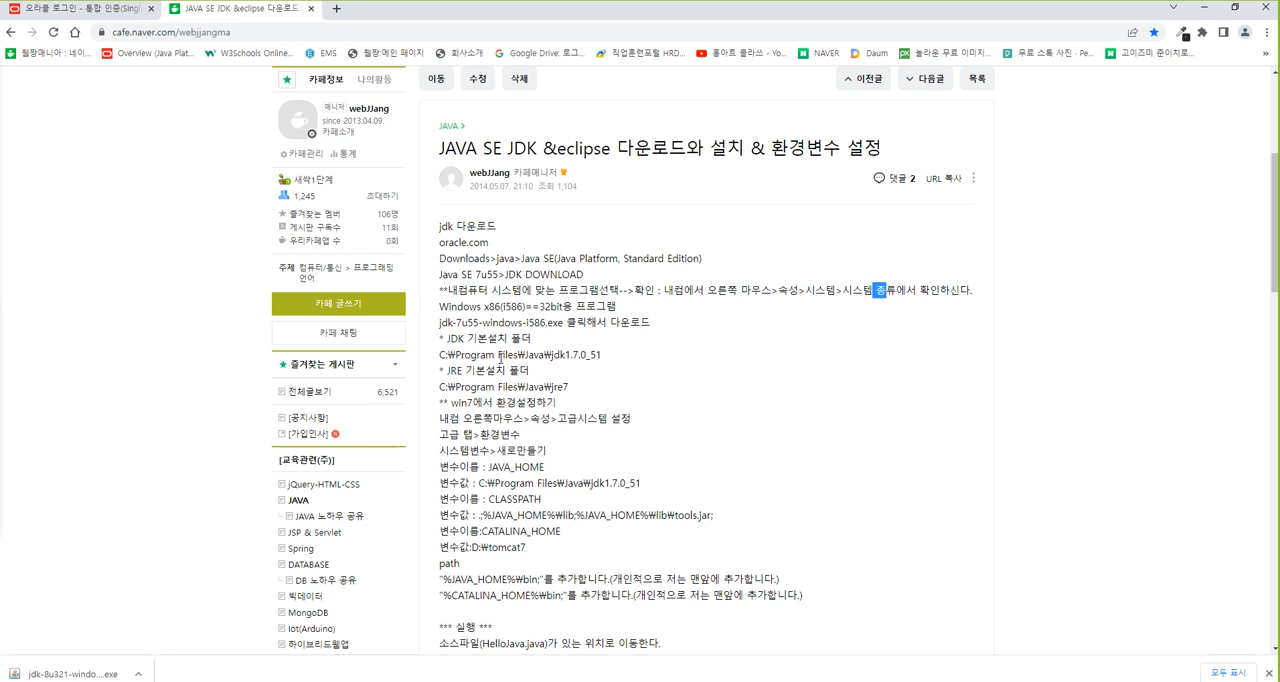 오라클 로그인 - 통합 인증(Singl
JAVA SE JDK &eclipse 다운로드
cafe.naver.com/webjjangma
웹짱매니아 : 네이...
Overview (Java Plat...
W3Schools Online...
EMS
웹짱:메인 페이지
회사소개
Google Drive: 로그...
직업훈련포털 HRD...
홍아트 클라쓰 - Yo...
NAVER
Daum
놀라운 무료 이미지...
무료 스톡 사진 · Pe...
고이즈미 준이치로...
»
카페정보 나의활동
이동 수정 삭제
이전글 다음글 목록
매니저 webJJang
since 2013.04.09.
카페소개
카페관리 통계
새싹1단계
1,245 초대하기
즐겨찾는 멤버 106명
게시판 구독수 11회
우리카페앱 수 0회
주제 컴퓨터/통신 > 프로그래밍
언어
카페 글쓰기
카페 채팅
즐겨찾는 게시판
전체글보기 6,521
[공지사항]
[가입인사]
[교육관련(주)]
jQuery-HTML-CSS
JAVA
JAVA 노하우 공유
JSP & Servlet
Spring
DATABASE
DB 노하우 공유
빅데이터
MongoDB
Iot(Arduino)
하이브리드웹앱
JAVA >
JAVA SE JDK &eclipse 다운로드와 설치 & 환경변수 설정
webJJang 카페매니저
2014.05.07. 21:10 조회 1,104
댓글 2 URL 복사
jdk 다운로드
oracle.com
Downloads>java>Java SE(Java Platform, Standard Edition)
Java SE 7u55>JDK DOWNLOAD
**내컴퓨터 시스템에 맞는 프로그램선택-->확인 : 내컴에서 오른쪽 마우스>속성>시스템>시스템 종류에서 확인하신다.
Windows x86(i586)==32bit용 프로그램
jdk-7u55-windows-i586.exe 클릭해서 다운로드
* JDK 기본설치 폴더
C:₩Program Files₩Java₩jdk1.7.0_51
* JRE 기본설치 폴더
C:₩Program Files₩Java₩jre7
** win7에서 환경설정하기
내컴 오른쪽마우스>속성>고급시스템 설정
고급 탭>환경변수
시스템변수>새로만들기
변수이름 : JAVA_HOME
변수값 : C:₩Program Files₩Java₩jdk1.7.0_51
변수이름 : CLASSPATH
변수값 : .;%JAVA_HOME%₩lib;%JAVA_HOME%₩lib₩tools.jar;
변수이름:CATALINA_HOME
변수값:D:₩tomcat7
path
"%JAVA_HOME%₩bin;"를 추가합니다.(개인적으로 저는 맨앞에 추가합니다.)
"%CATALINA_HOME%₩bin;"를 추가합니다.(개인적으로 저는 맨앞에 추가합니다.)
*** 실행 ***
소스파일(HelloJava.java)가 있는 위치로 이동한다.
jdk-8u321-windo....exe
모두 표시